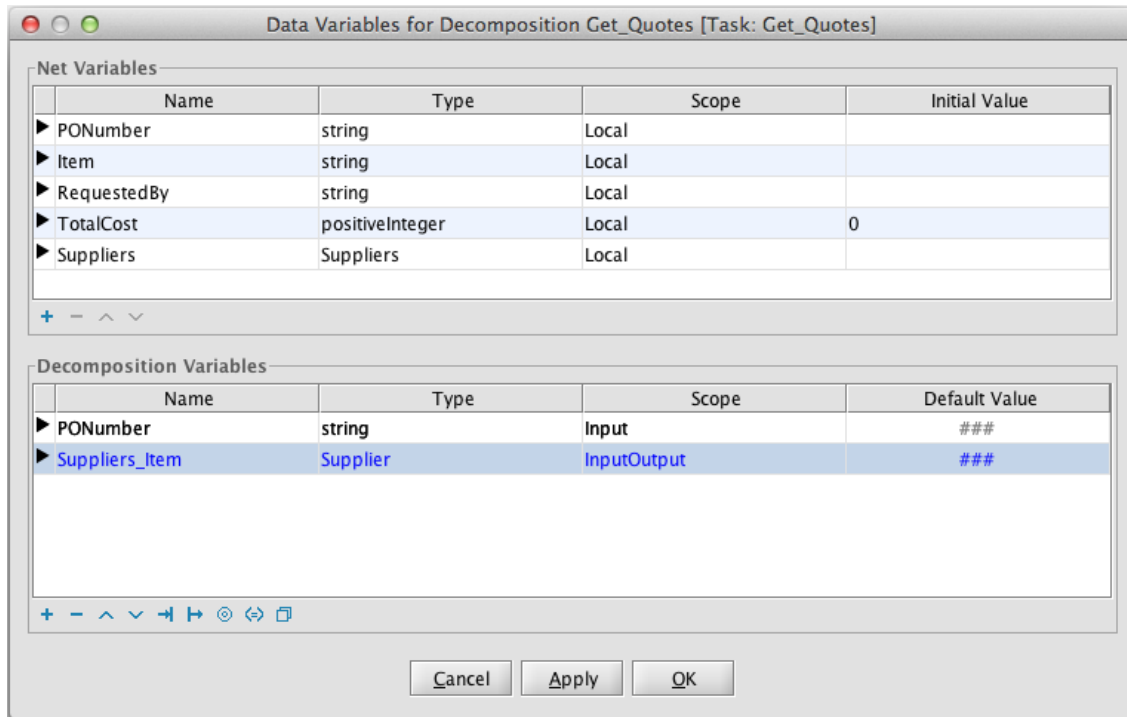 Data Variables for Decomposition Get_Quotes [Task: Get_Quotes]
Net Variables
Name Type Scope Initial Value
PONumber string Local
Item string Local
RequestedBy string Local
TotalCost positiveInteger Local 0
Suppliers Suppliers Local
Decomposition Variables
Name Type Scope Default Value
PONumber string Input ###
Suppliers_Item Supplier InputOutput ###
Cancel Apply OK